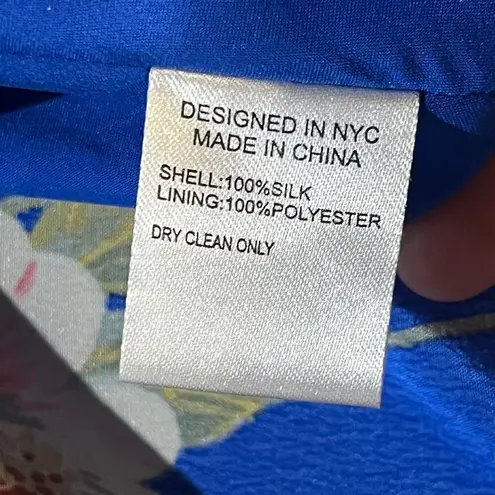 DESIGNED IN NYC
MADE IN CHINA
SHELL:100%SILK
LINING:100%POLYESTER
DRY CLEAN ONLY